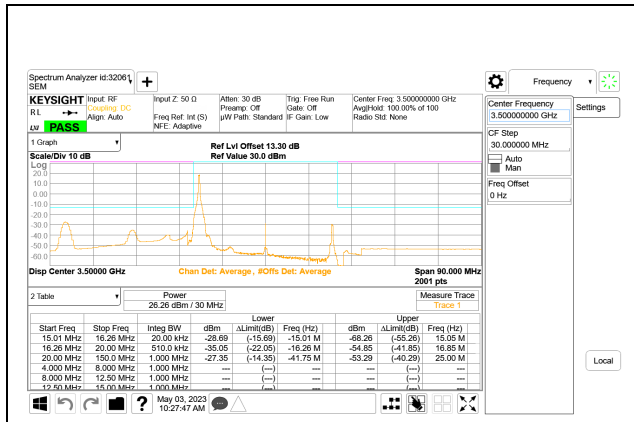 Spectrum Analyzer id:32061
SEM
+
Frequency
KEYSIGHT
RL
LXI
PASS
Input: RF
Coupling: DC
Align: Auto
Input Z: 50 Ω
Freq Ref: Int (S)
NFE: Adaptive
Atten: 30 dB
Preamp: Off
µW Path: Standard
Trig: Free Run
Gate: Off
IF Gain: Low
Center Freq: 3.500000000 GHz
Avg|Hold: 100.00% of 100
Radio Std: None
Center Frequency
3.500000000 GHz
Settings
CF Step
30.000000 MHz
Auto
Man
Freq Offset
0 Hz
Local
1 Graph
Scale/Div 10 dB
Ref Lvl Offset 13.30 dB
Ref Value 30.0 dBm
Log
20.0
10.0
0.0
-10.0
-20.0
-30.0
-40.0
-50.0
-60.0
Disp Center 3.50000 GHz
Chan Det: Average, #Offs Det: Average
Span 90.000 MHz
2001 pts
2 Table
Power
26.26 dBm / 30 MHz
Measure Trace
Trace 1
Lower Upper
Start Freq Stop Freq Integ BW dBm ΔLimit(dB) Freq (Hz) dBm ΔLimit(dB) Freq (Hz)
15.01 MHz 16.26 MHz 20.00 kHz -28.69 (-15.69) -15.01 M -68.26 (-55.26) 15.05 M
16.26 MHz 20.00 MHz 510.0 kHz -35.05 (-22.05) -16.26 M -54.85 (-41.85) 16.85 M
20.00 MHz 150.0 MHz 1.000 MHz -27.35 (-14.35) -41.75 M -53.29 (-40.29) 25.00 M
4.000 MHz 8.000 MHz 1.000 MHz --- (---) --- --- (---) ---
8.000 MHz 12.50 MHz 1.000 MHz --- (---) --- --- (---) ---
12.50 MHz 15.00 MHz 1.000 MHz --- (---) --- --- (---) ---
?
May 03, 2023
10:27:47 AM